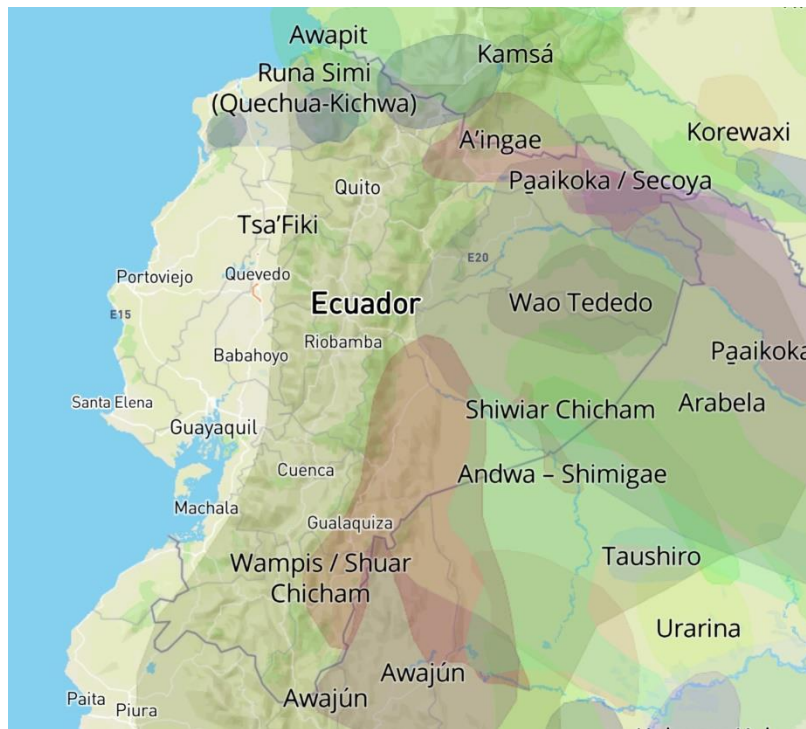 Awapit
Kamsá
Runa Simi
(Quechua-Kichwa)
Korewaxi
A'ingae
Pa̱aikoka / Secoya
Quito
Tsa'Fiki
E20
Quevedo
Portoviejo
Ecuador
Wao Tededo
E15
Riobamba
Babahoyo
Pa̱aikoka
Santa Elena
Shiwiar Chicham
Arabela
Guayaquil
Cuenca
Andwa – Shimigae
Machala
Gualaquiza
Wampis / Shuar
Chicham
Taushiro
Urarina
Awajún
Awajún
Paita
Piura